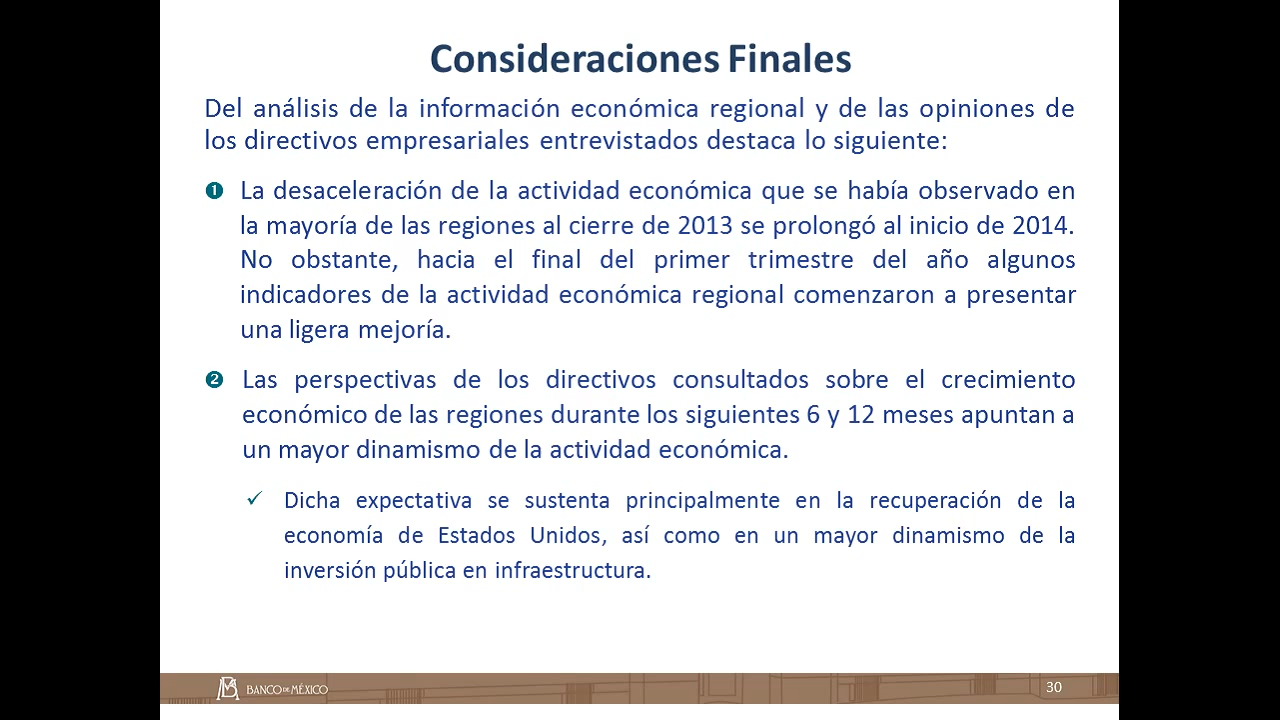 Consideraciones Finales
Del análisis de la información económica regional y de las opiniones de
los directivos empresariales entrevistados destaca lo siguiente:
❶ La desaceleración de la actividad económica que se había observado en
la mayoría de las regiones al cierre de 2013 se prolongó al inicio de 2014.
No obstante, hacia el final del primer trimestre del año algunos
indicadores de la actividad económica regional comenzaron a presentar
una ligera mejoría.
❷ Las perspectivas de los directivos consultados sobre el crecimiento
económico de las regiones durante los siguientes 6 y 12 meses apuntan a
un mayor dinamismo de la actividad económica.
✓ Dicha expectativa se sustenta principalmente en la recuperación de la
economía de Estados Unidos, así como en un mayor dinamismo de la
inversión pública en infraestructura.
BANCO DE MÉXICO
30